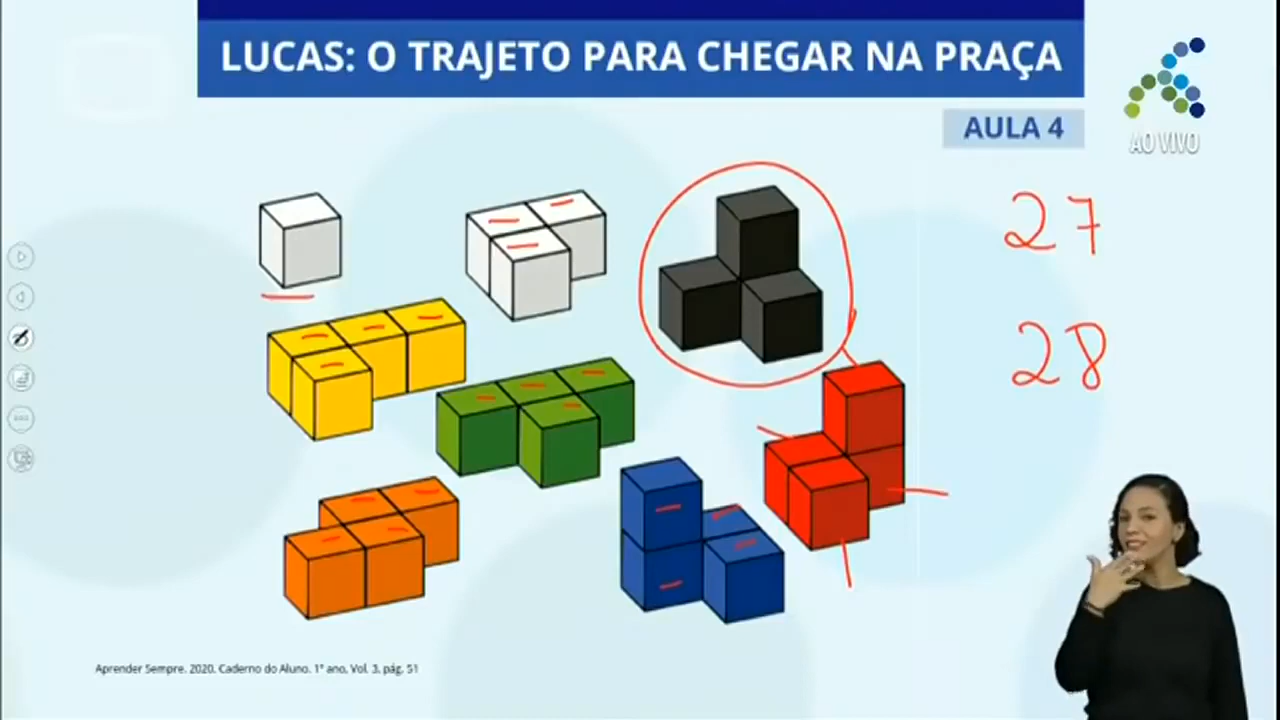 LUCAS: O TRAJETO PARA CHEGAR NA PRAÇA
AULA 4
AO VIVO
27
28
Aprender Sempre. 2020. Caderno do Aluno. 1º ano, Vol. 3, pág. 51